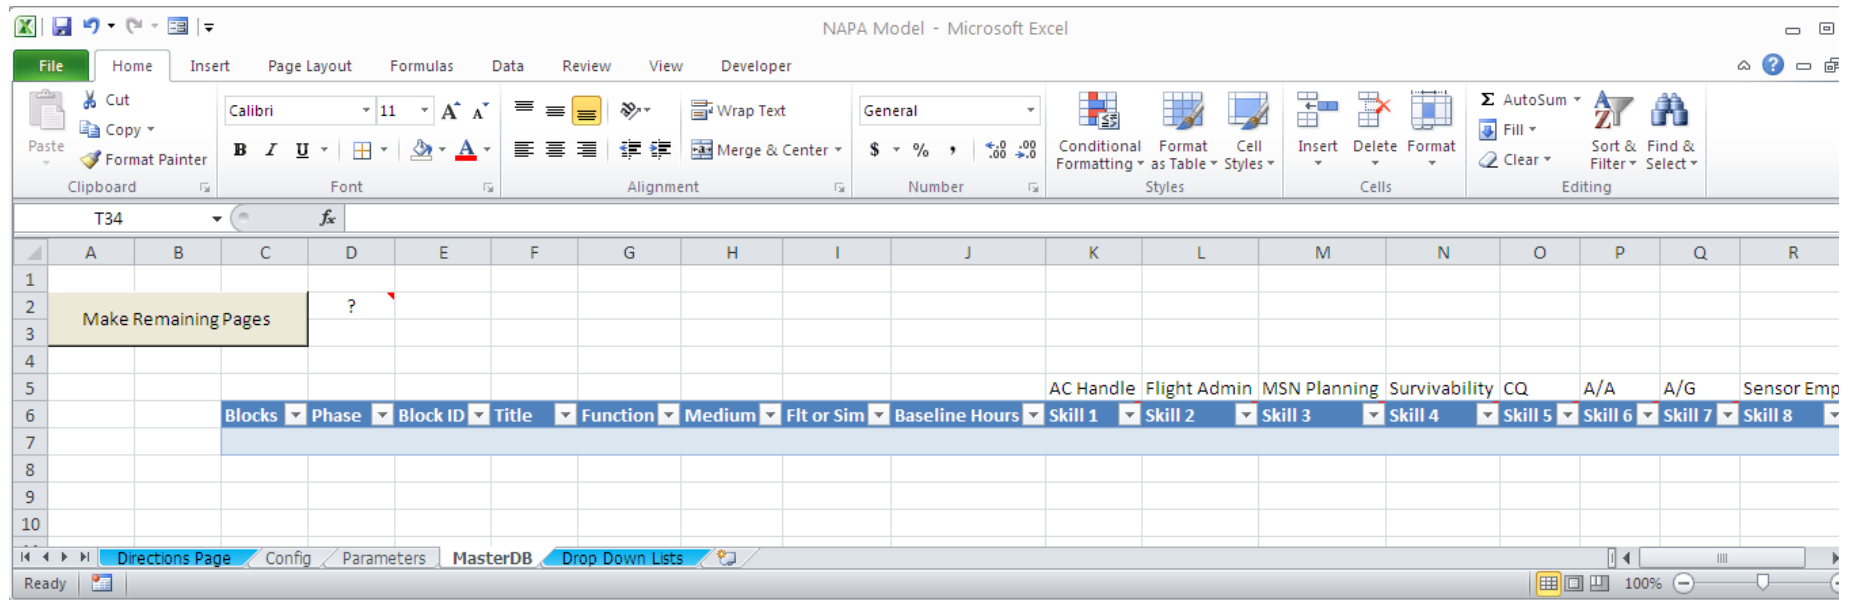 NAPA Model - Microsoft Excel
File Home Insert Page Layout Formulas Data Review View Developer
Cut
Copy
Format Painter
Paste
Clipboard
Calibri 11 A A
B I U A
Font
Wrap Text
Merge & Center
Alignment
General
$ % , .0 .00 .00 .0
Number
Conditional Formatting
Format as Table
Cell Styles
Styles
Insert Delete Format
Cells
Σ AutoSum
Fill
Clear
Sort & Filter
Find & Select
Editing
T34 fx
A B C D E F G H I J K L M N O P Q R
1
2 Make Remaining Pages ?
3
4
5 AC Handle Flight Admin MSN Planning Survivability CQ A/A A/G Sensor Emp
6 Blocks Phase Block ID Title Function Medium Flt or Sim Baseline Hours Skill 1 Skill 2 Skill 3 Skill 4 Skill 5 Skill 6 Skill 7 Skill 8
7
8
9
10
Directions Page Config Parameters MasterDB Drop Down Lists
Ready 100%